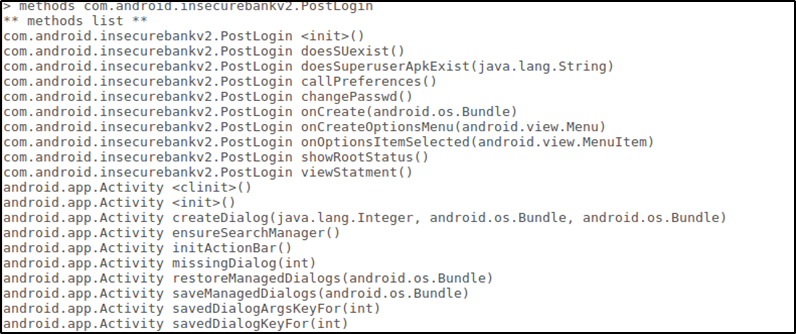 > methods com.android.insecurebankv2.PostLogin
** methods list **
com.android.insecurebankv2.PostLogin <init>()
com.android.insecurebankv2.PostLogin doesSUexist()
com.android.insecurebankv2.PostLogin doesSuperuserApkExist(java.lang.String)
com.android.insecurebankv2.PostLogin callPreferences()
com.android.insecurebankv2.PostLogin changePasswd()
com.android.insecurebankv2.PostLogin onCreate(android.os.Bundle)
com.android.insecurebankv2.PostLogin onCreateOptionsMenu(android.view.Menu)
com.android.insecurebankv2.PostLogin onOptionsItemSelected(android.view.MenuItem)
com.android.insecurebankv2.PostLogin showRootStatus()
com.android.insecurebankv2.PostLogin viewStatment()
android.app.Activity <clinit>()
android.app.Activity <init>()
android.app.Activity createDialog(java.lang.Integer, android.os.Bundle, android.os.Bundle)
android.app.Activity ensureSearchManager()
android.app.Activity initActionBar()
android.app.Activity missingDialog(int)
android.app.Activity restoreManagedDialogs(android.os.Bundle)
android.app.Activity saveManagedDialogs(android.os.Bundle)
android.app.Activity savedDialogArgsKeyFor(int)
android.app.Activity savedDialogKeyFor(int)